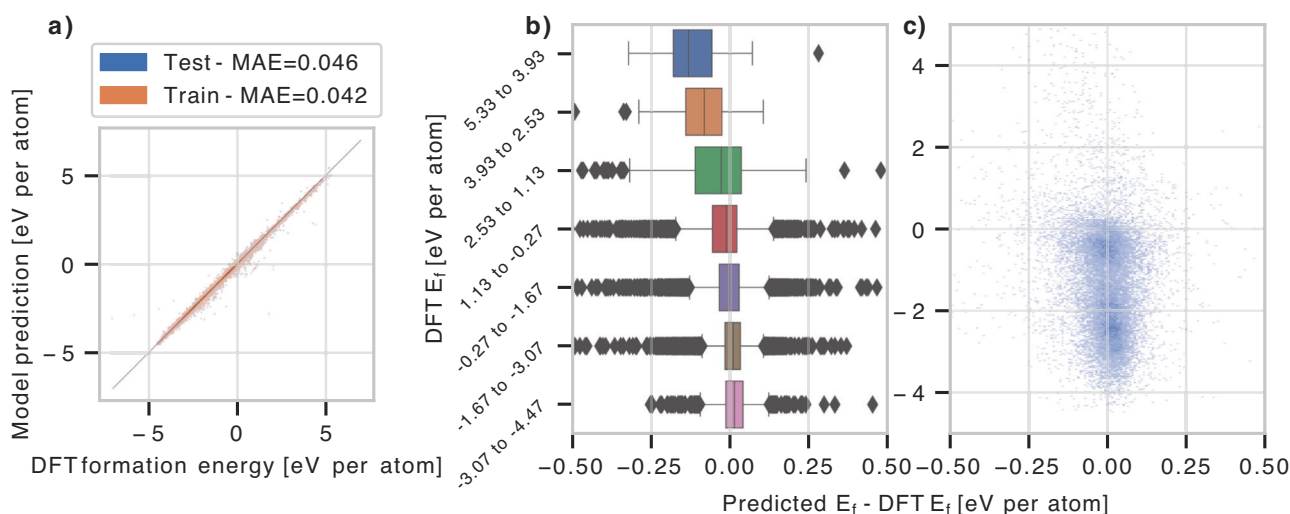 a)
Test - MAE=0.046
Train - MAE=0.042
Model prediction [eV per atom]
5
0
−5
−5
0
5
DFT formation energy [eV per atom]
b)
DFT E_f [eV per atom]
5.33 to 3.93
3.93 to 2.53
2.53 to 1.13
1.13 to -0.27
-0.27 to -1.67
-1.67 to -3.07
-3.07 to -4.47
−0.50
−0.25
0.00
0.25
0.50
c)
4
2
0
−2
−4
−0.50
−0.25
0.00
0.25
0.50
Predicted E_f - DFT E_f [eV per atom]